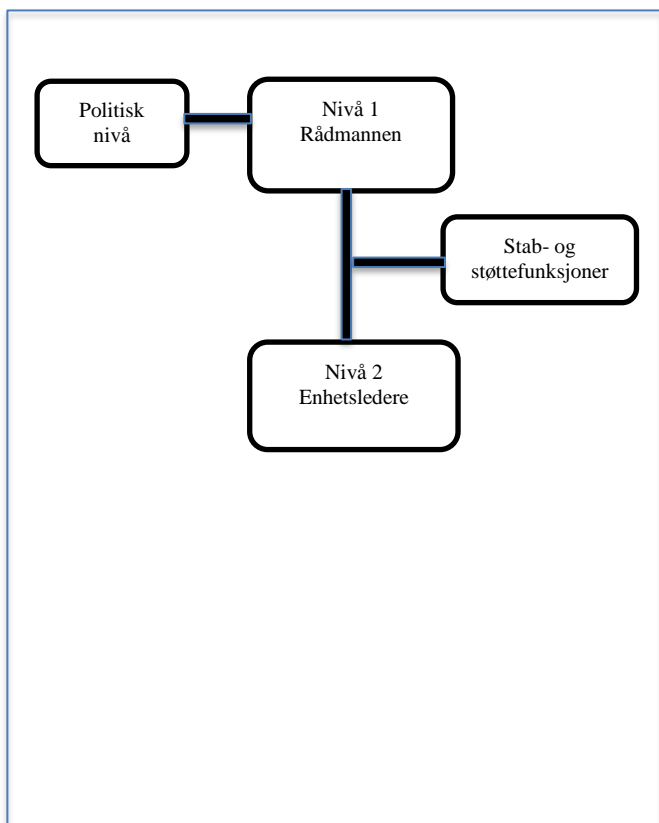 Politisk
nivå
Nivå 1
Rådmannen
Stab- og
støttefunksjoner
Nivå 2
Enhetsledere